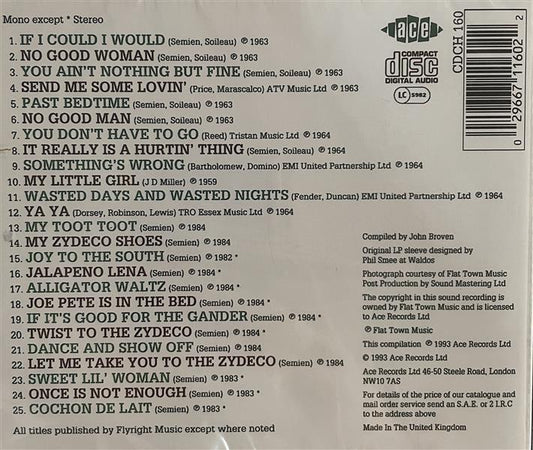 Mono except * Stereo
ace
COMPACT
disc
DIGITAL AUDIO
LC 5982
CDCH 160
0 29667 11602 2
1. IF I COULD I WOULD (Semien, Soileau) ℗ 1963
2. NO GOOD WOMAN (Semien, Soileau) ℗ 1963
3. YOU AIN'T NOTHING BUT FINE (Semien, Soileau) ℗ 1963
4. SEND ME SOME LOVIN' (Price, Marascalco) ATV Music Ltd ℗ 1963
5. PAST BEDTIME (Semien, Soileau) ℗ 1963
6. NO GOOD MAN (Semien, Soileau) ℗ 1963
7. YOU DON'T HAVE TO GO (Reed) Tristan Music Ltd ℗ 1964
8. IT REALLY IS A HURTIN' THING (Semien, Soileau) ℗ 1964
9. SOMETHING'S WRONG (Bartholomew, Domino) EMI United Partnership Ltd ℗ 1964
10. MY LITTLE GIRL (J D Miller) ℗ 1959
11. WASTED DAYS AND WASTED NIGHTS (Fender, Duncan) EMI United Partnership Ltd ℗ 1964
12. YA YA (Dorsey, Robinson, Lewis) TRO Essex Music Ltd ℗ 1964
13. MY TOOT TOOT (Semien) ℗ 1984
14. MY ZYDECO SHOES (Semien) ℗ 1984
15. JOY TO THE SOUTH (Semien) ℗ 1982 *
16. JALAPENO LENA (Semien) ℗ 1984 *
17. ALLIGATOR WALTZ (Semien) ℗ 1984 *
18. JOE PETE IS IN THE BED (Semien) ℗ 1984 *
19. IF IT'S GOOD FOR THE GANDER (Semien) ℗ 1984 *
20. TWIST TO THE ZYDECO (Semien) ℗ 1984 *
21. DANCE AND SHOW OFF (Semien) ℗ 1984 *
22. LET ME TAKE YOU TO THE ZYDECO (Semien) ℗ 1984
23. SWEET LIL' WOMAN (Semien) ℗ 1983 *
24. ONCE IS NOT ENOUGH (Semien) ℗ 1983 *
25. COCHON DE LAIT (Semien) ℗ 1983 *
All titles published by Flyright Music except where noted
Compiled by John Broven
Original LP sleeve designed by
Phil Smee at Waldos
Photograph courtesy of Flat Town Music
Post Production by Sound Mastering Ltd
The copyright in this sound recording is
owned by Flat Town Music and is licensed
to Ace Records Ltd
℗ Flat Town Music
This compilation ℗ 1993 Ace Records Ltd
© 1993 Ace Records Ltd
Ace Records Ltd 46-50 Steele Road, London
NW10 7AS
For details of the price of our catalogue and
mail order service send an S.A.E. or 2 I.R.C
to the address above
Made In The United Kingdom